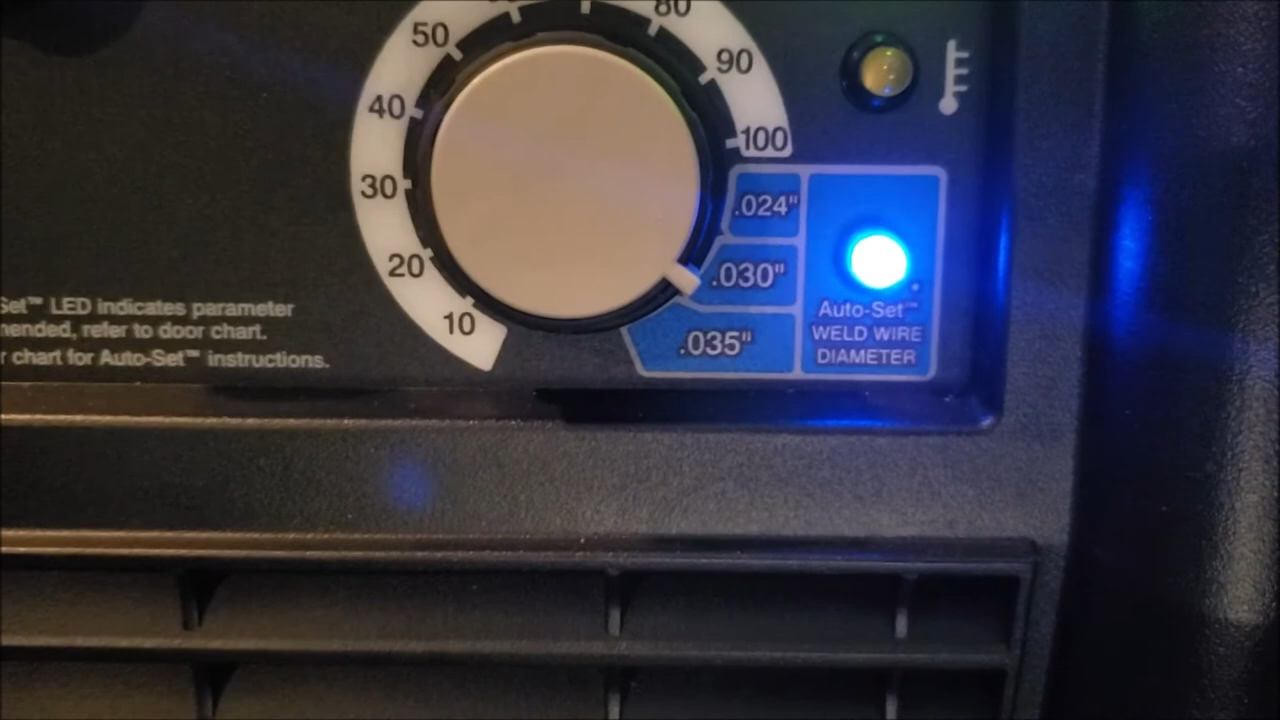 50
80
90
40
100
30
.024"
20
.030"
Set™ LED indicates parameter
10
Auto-Set™
WELD WIRE
DIAMETER
.035"
refer to door chart.
chart for Auto-Set™ instructions.